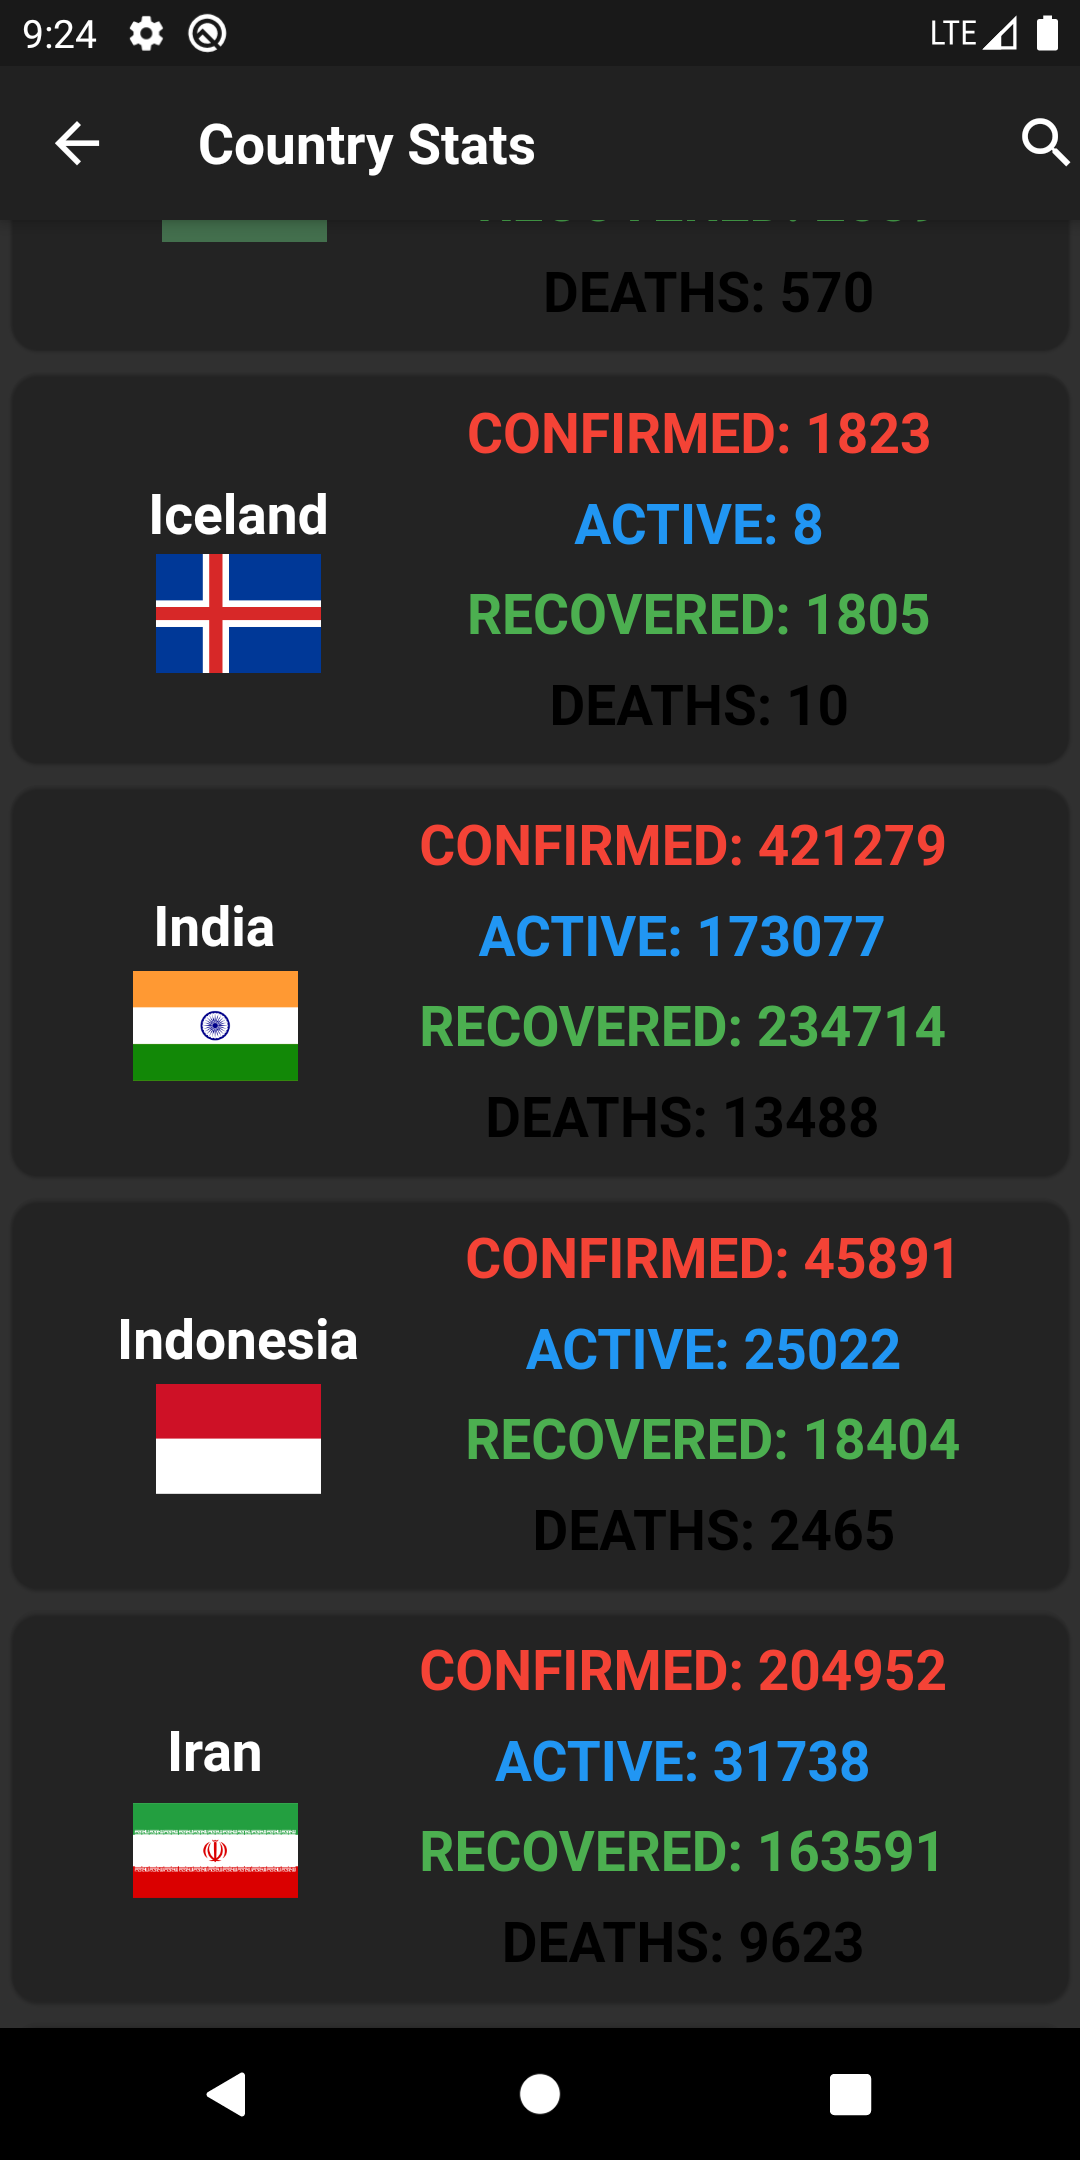 9:24
LTE
Country Stats
DEATHS: 570
CONFIRMED: 1823
Iceland
ACTIVE: 8
RECOVERED: 1805
DEATHS: 10
CONFIRMED: 421279
India
ACTIVE: 173077
RECOVERED: 234714
DEATHS: 13488
CONFIRMED: 45891
Indonesia
ACTIVE: 25022
RECOVERED: 18404
DEATHS: 2465
CONFIRMED: 204952
Iran
ACTIVE: 31738
RECOVERED: 163591
DEATHS: 9623